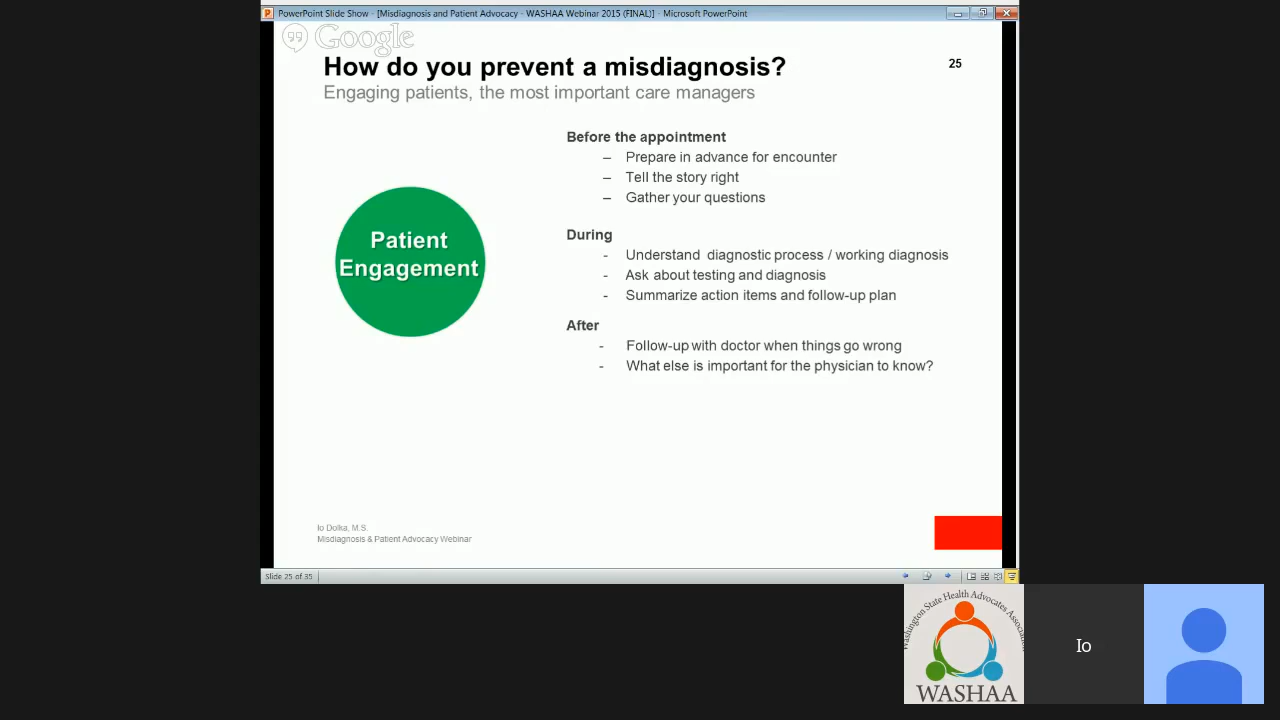 PowerPoint Slide Show - [Misdiagnosis and Patient Advocacy - WASHAA Webinar 2015 (FINAL)] - Microsoft PowerPoint
Google
How do you prevent a misdiagnosis?
25
Engaging patients, the most important care managers
Before the appointment
– Prepare in advance for encounter
– Tell the story right
– Gather your questions
Patient
Engagement
During
- Understand diagnostic process / working diagnosis
- Ask about testing and diagnosis
- Summarize action items and follow-up plan
After
- Follow-up with doctor when things go wrong
- What else is important for the physician to know?
Io Dolka, M.S.
Misdiagnosis & Patient Advocacy Webinar
Slide 25 of 35
Washington State Health Advocates Association
WASHAA
Io